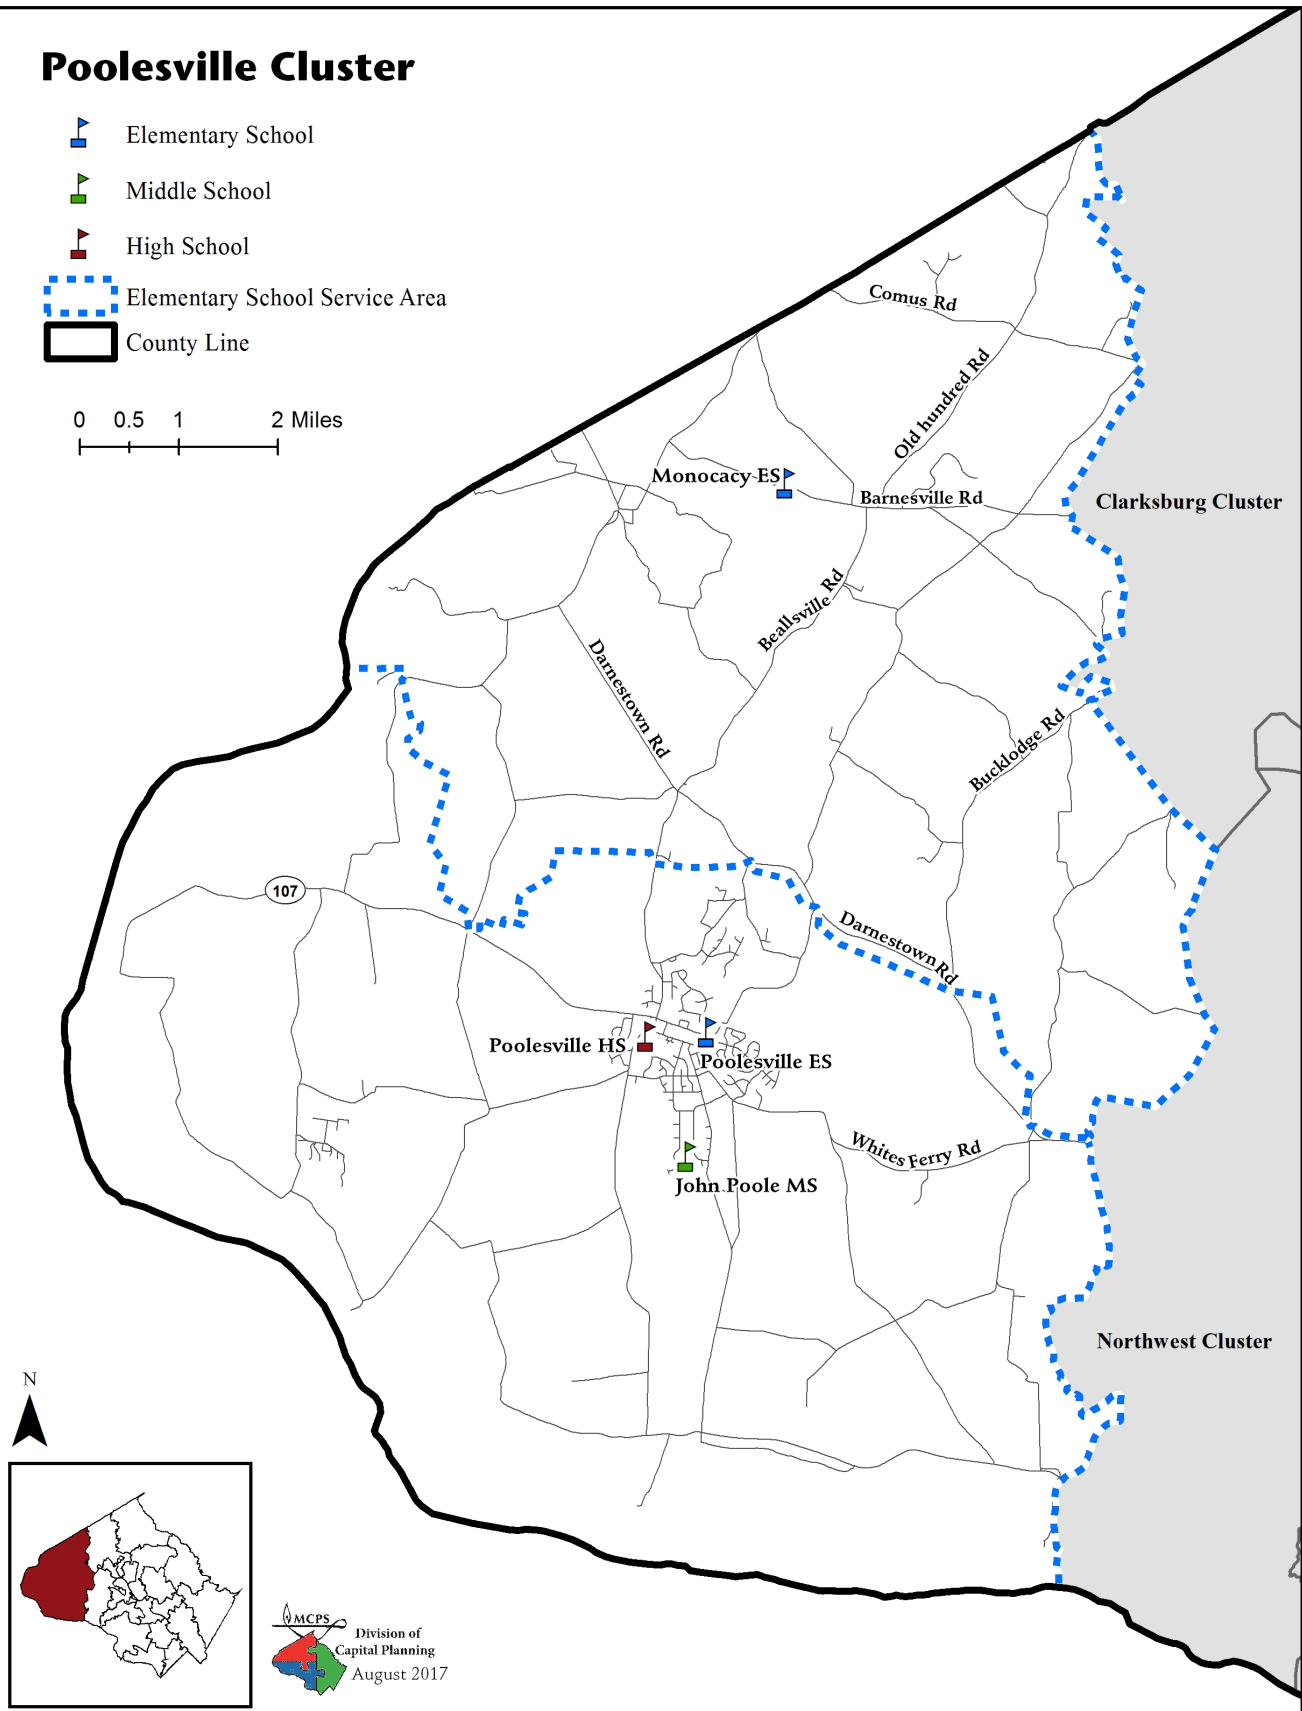 Poolesville Cluster
Elementary School
Middle School
High School
Elementary School Service Area
County Line
0 0.5 1 2 Miles
Comus Rd
Old hundred Rd
Monocacy ES
Barnesville Rd
Clarksburg Cluster
Beallsville Rd
Darnestown Rd
Bucklodge Rd
107
Darnestown Rd
Poolesville HS
Poolesville ES
Whites Ferry Rd
John Poole MS
Northwest Cluster
N
MCPS
Division of
Capital Planning
August 2017